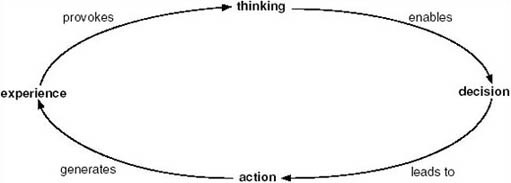 thinking
provokes
enables
experience
decision
generates
leads to
action